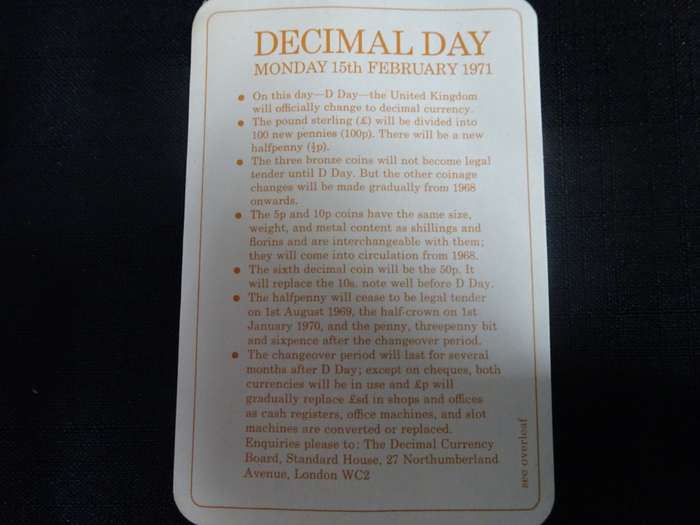 DECIMAL DAY
MONDAY 15th FEBRUARY 1971
• On this day—D Day—the United Kingdom
will officially change to decimal currency.
• The pound sterling (£) will be divided into
100 new pennies (100p). There will be a new
halfpenny (½p).
• The three bronze coins will not become legal
tender until D Day. But the other coinage
changes will be made gradually from 1968
onwards.
• The 5p and 10p coins have the same size,
weight, and metal content as shillings and
florins and are interchangeable with them;
they will come into circulation from 1968.
• The sixth decimal coin will be the 50p. It
will replace the 10s. note well before D Day.
• The halfpenny will cease to be legal tender
on 1st August 1969, the half-crown on 1st
January 1970, and the penny, threepenny bit
and sixpence after the changeover period.
• The changeover period will last for several
months after D Day; except on cheques, both
currencies will be in use and £p will
gradually replace £sd in shops and offices
as cash registers, office machines, and slot
machines are converted or replaced.
Enquiries please to: The Decimal Currency
Board, Standard House, 27 Northumberland
Avenue, London WC2
see overleaf